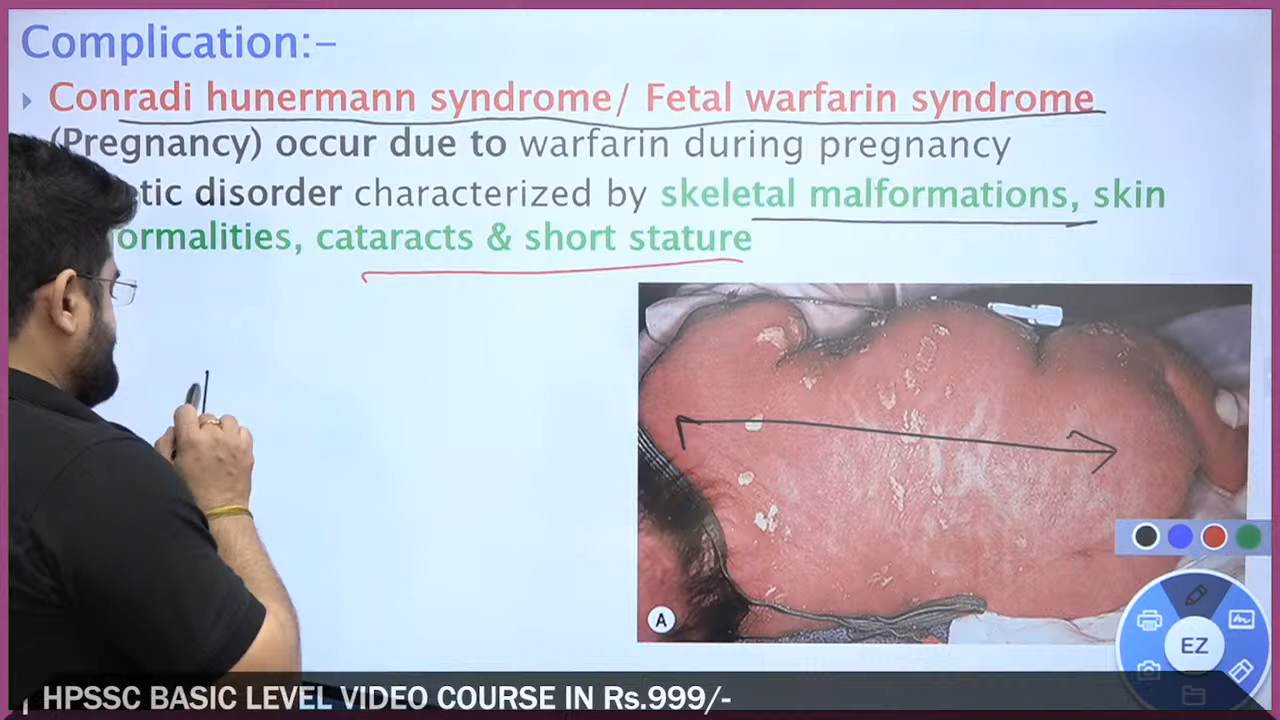 Complication:-
Conradi hunermann syndrome/ Fetal warfarin syndrome
(Pregnancy) occur due to warfarin during pregnancy
disorder characterized by skeletal malformations, skin
cataracts & short stature
A
EZ
HPSSC BASIC LEVEL VIDEO COURSE IN Rs.999/-